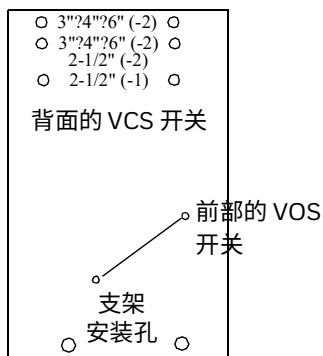 3"?4"?6" (-2)
3"?4"?6" (-2)
2-1/2" (-2)
2-1/2" (-1)
背面的 VCS 开关
前部的 VOS
开关
支架
安装孔